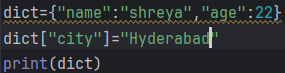 dict={"name":"shreya","age":22}
dict["city"]="Hyderabad"
print(dict)